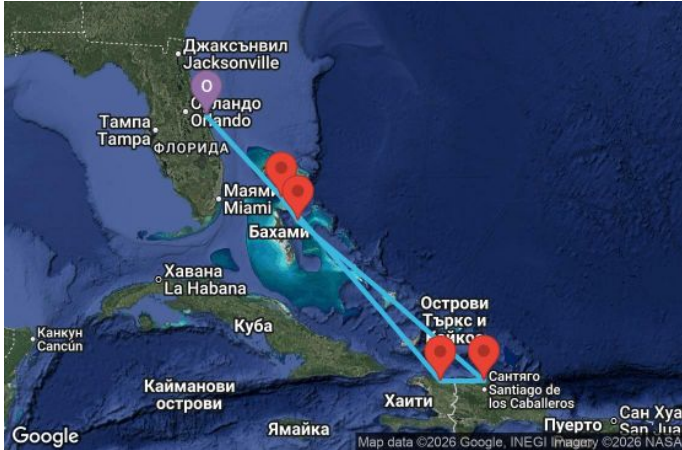 Джаксънвил
Jacksonville
O
Орландо
Orlando
Тампа
Tampa
ФЛОРИДА
Маями
Miami
Бахами
Хавана
La Habana
Куба
Острови
Търкс и
Кайкос
Канкун
Cancún
Кайманови
острови
Сантяго
Santiago de
los Caballeros
Хаити
Ямайка
Пуерто
Сан Хуа
San Jua
Google
Map data ©2026 Google, INEGI Imagery ©2026 NASA